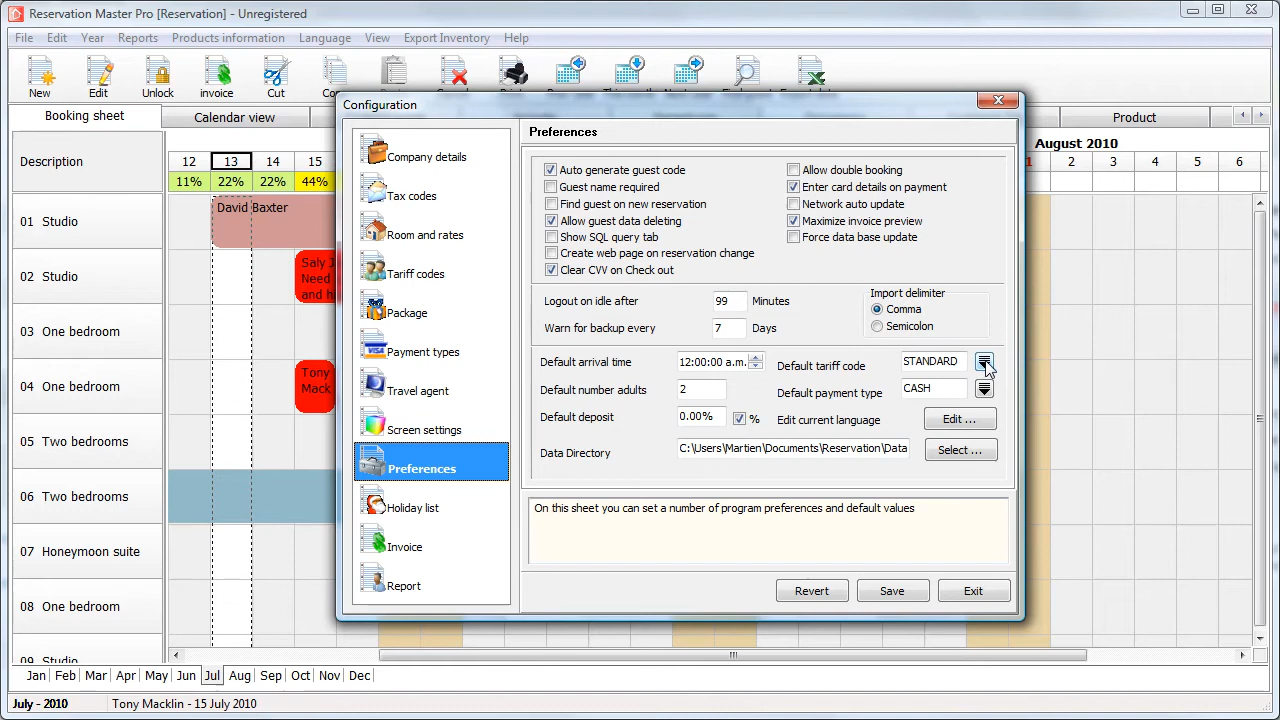 Reservation Master Pro [Reservation] - Unregistered
File Edit Year Reports Products information Language View Export Inventory Help
New Edit Unlock invoice Cut
Booking sheet Calendar view Product
Configuration
Description 12 13 14 15
11% 22% 22% 44%
August 2010
1 2 3 4 5 6
01 Studio
David Baxter
02 Studio
Saly J
Need
and hi
03 One bedroom
04 One bedroom
Tony
Mack
05 Two bedrooms
06 Two bedrooms
07 Honeymoon suite
08 One bedroom
09 Studio
Company details
Tax codes
Room and rates
Tariff codes
Package
Payment types
Travel agent
Screen settings
Preferences
Holiday list
Invoice
Report
Preferences
Auto generate guest code
Guest name required
Find guest on new reservation
Allow guest data deleting
Show SQL query tab
Create web page on reservation change
Clear CVV on Check out
Allow double booking
Enter card details on payment
Network auto update
Maximize invoice preview
Force data base update
Logout on idle after 99 Minutes
Warn for backup every 7 Days
Import delimiter
Comma
Semicolon
Default arrival time 12:00:00 a.m.
Default number adults 2
Default deposit 0.00% %
Default tariff code STANDARD
Default payment type CASH
Edit current language Edit ...
Data Directory C:\Users\Martien\Documents\Reservation\Data Select ...
On this sheet you can set a number of program preferences and default values
Revert Save Exit
Jan Feb Mar Apr May Jun Jul Aug Sep Oct Nov Dec
July - 2010 Tony Macklin - 15 July 2010